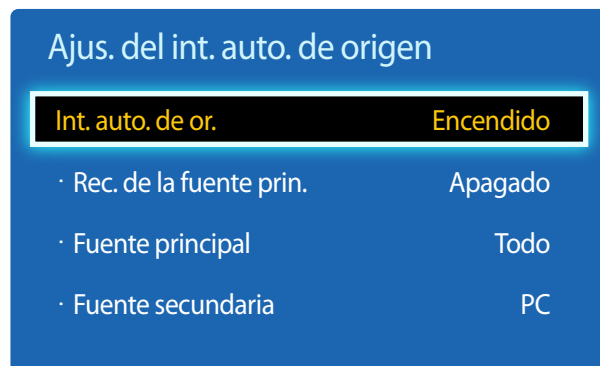 Ajus. del int. auto. de origen
Int. auto. de or. Encendido
· Rec. de la fuente prin. Apagado
· Fuente principal Todo
· Fuente secundaria PC